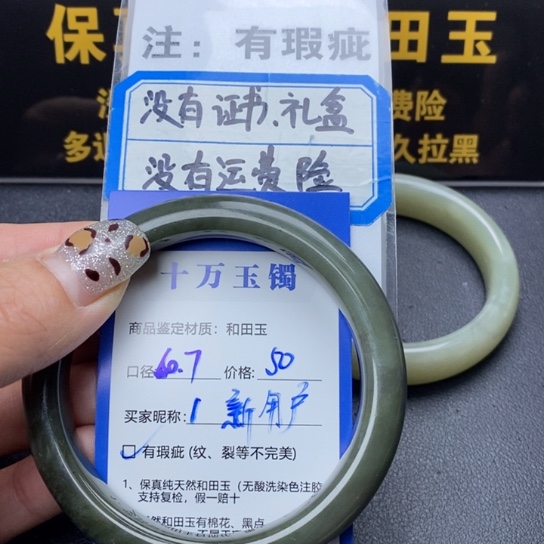 保 田玉
注：有瑕疵
费险
多 久拉黑
没有证书、礼盒
没有运费险
十万玉镯
商品鉴定材质：和田玉
口径 60.7 价格：50
买家昵称：1 新用户
有瑕疵 (纹、裂等不完美)
1、保真纯天然和田玉（无酸洗染色注胶
支持复检，假一赔十
然和田玉有棉花、黑点